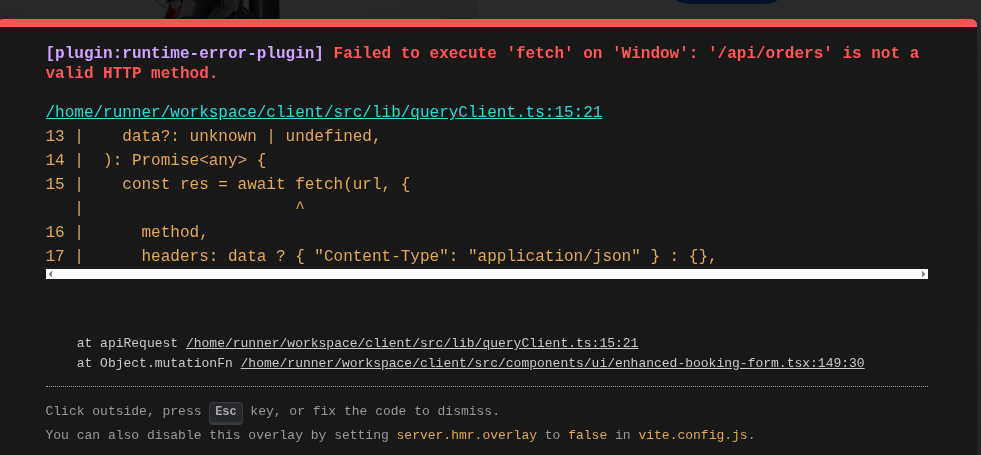 [plugin:runtime-error-plugin] Failed to execute 'fetch' on 'Window': '/api/orders' is not a
valid HTTP method.
/home/runner/workspace/client/src/lib/queryClient.ts:15:21
13 |    data?: unknown | undefined,
14 |  ): Promise<any> {
15 |    const res = await fetch(url, {
   |                      ^
16 |      method,
17 |      headers: data ? { "Content-Type": "application/json" } : {},
at apiRequest /home/runner/workspace/client/src/lib/queryClient.ts:15:21
at Object.mutationFn /home/runner/workspace/client/src/components/ui/enhanced-booking-form.tsx:149:30
Click outside, press Esc key, or fix the code to dismiss.
You can also disable this overlay by setting server.hmr.overlay to false in vite.config.js.